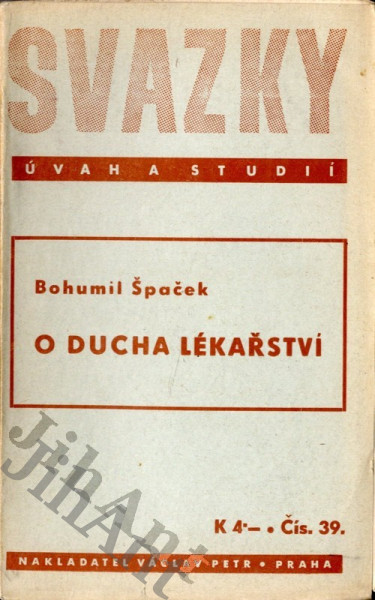 SVAZKY
ÚVAH A STUDIÍ
Bohumil Špaček
O DUCHA LÉKAŘSTVÍ
JihAnt
K 4·– • Čís. 39.
NAKLADATEL VÁCLAV PETR • PRAHA